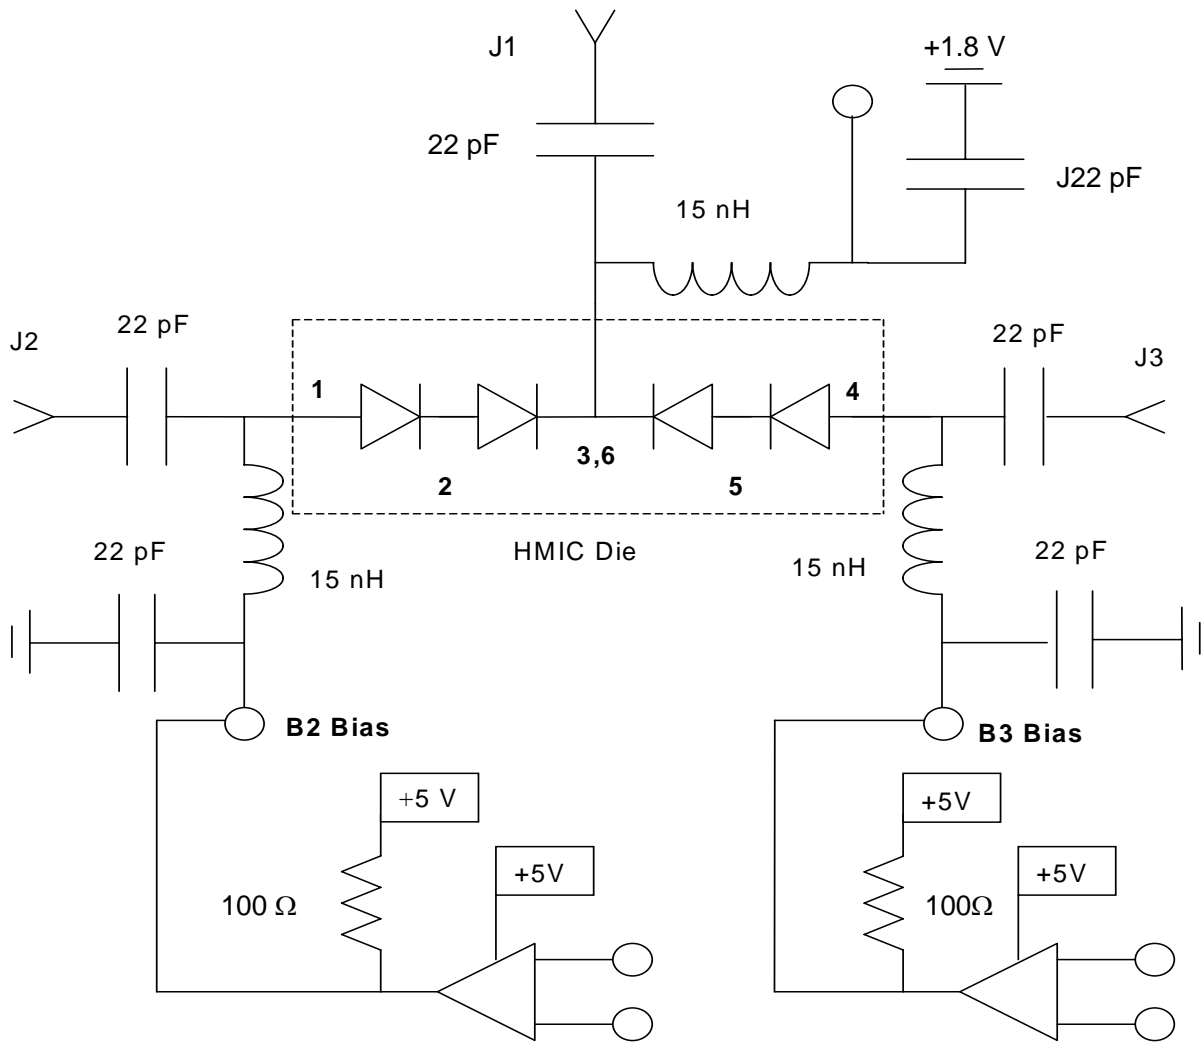 J1
+1.8 V
22 pF
J22 pF
15 nH
J2
22 pF
22 pF
J3
1
4
3,6
2
5
22 pF
HMIC Die
22 pF
15 nH
15 nH
B2 Bias
B3 Bias
+5 V
+5V
+5V
+5V
100 Ω
100Ω